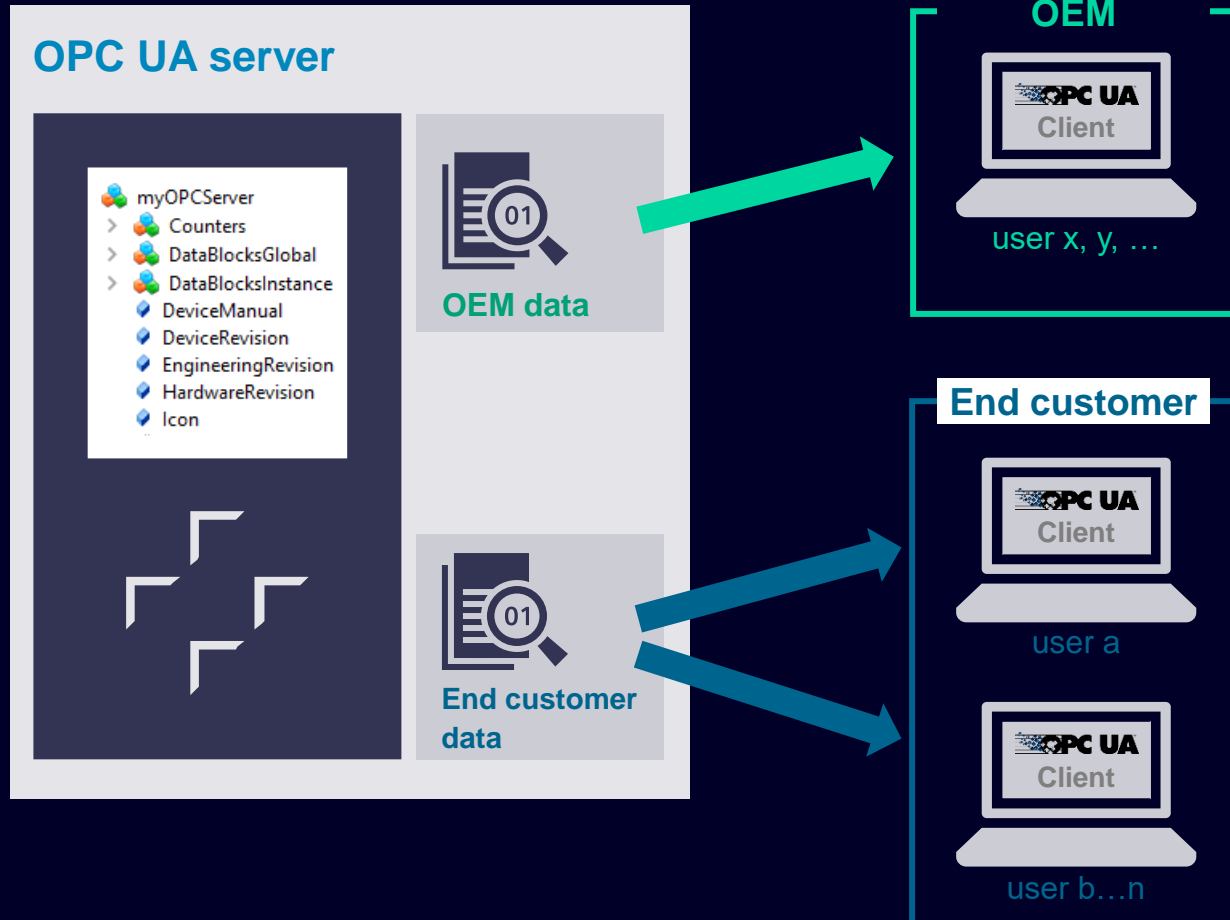 OPC UA server
myOPCServer
Counters
DataBlocksGlobal
DataBlocksInstance
DeviceManual
DeviceRevision
EngineeringRevision
HardwareRevision
Icon
01
OEM data
01
End customer
data
OEM
OPC UA
Client
user x, y, …
End customer
OPC UA
Client
user a
OPC UA
Client
user b…n